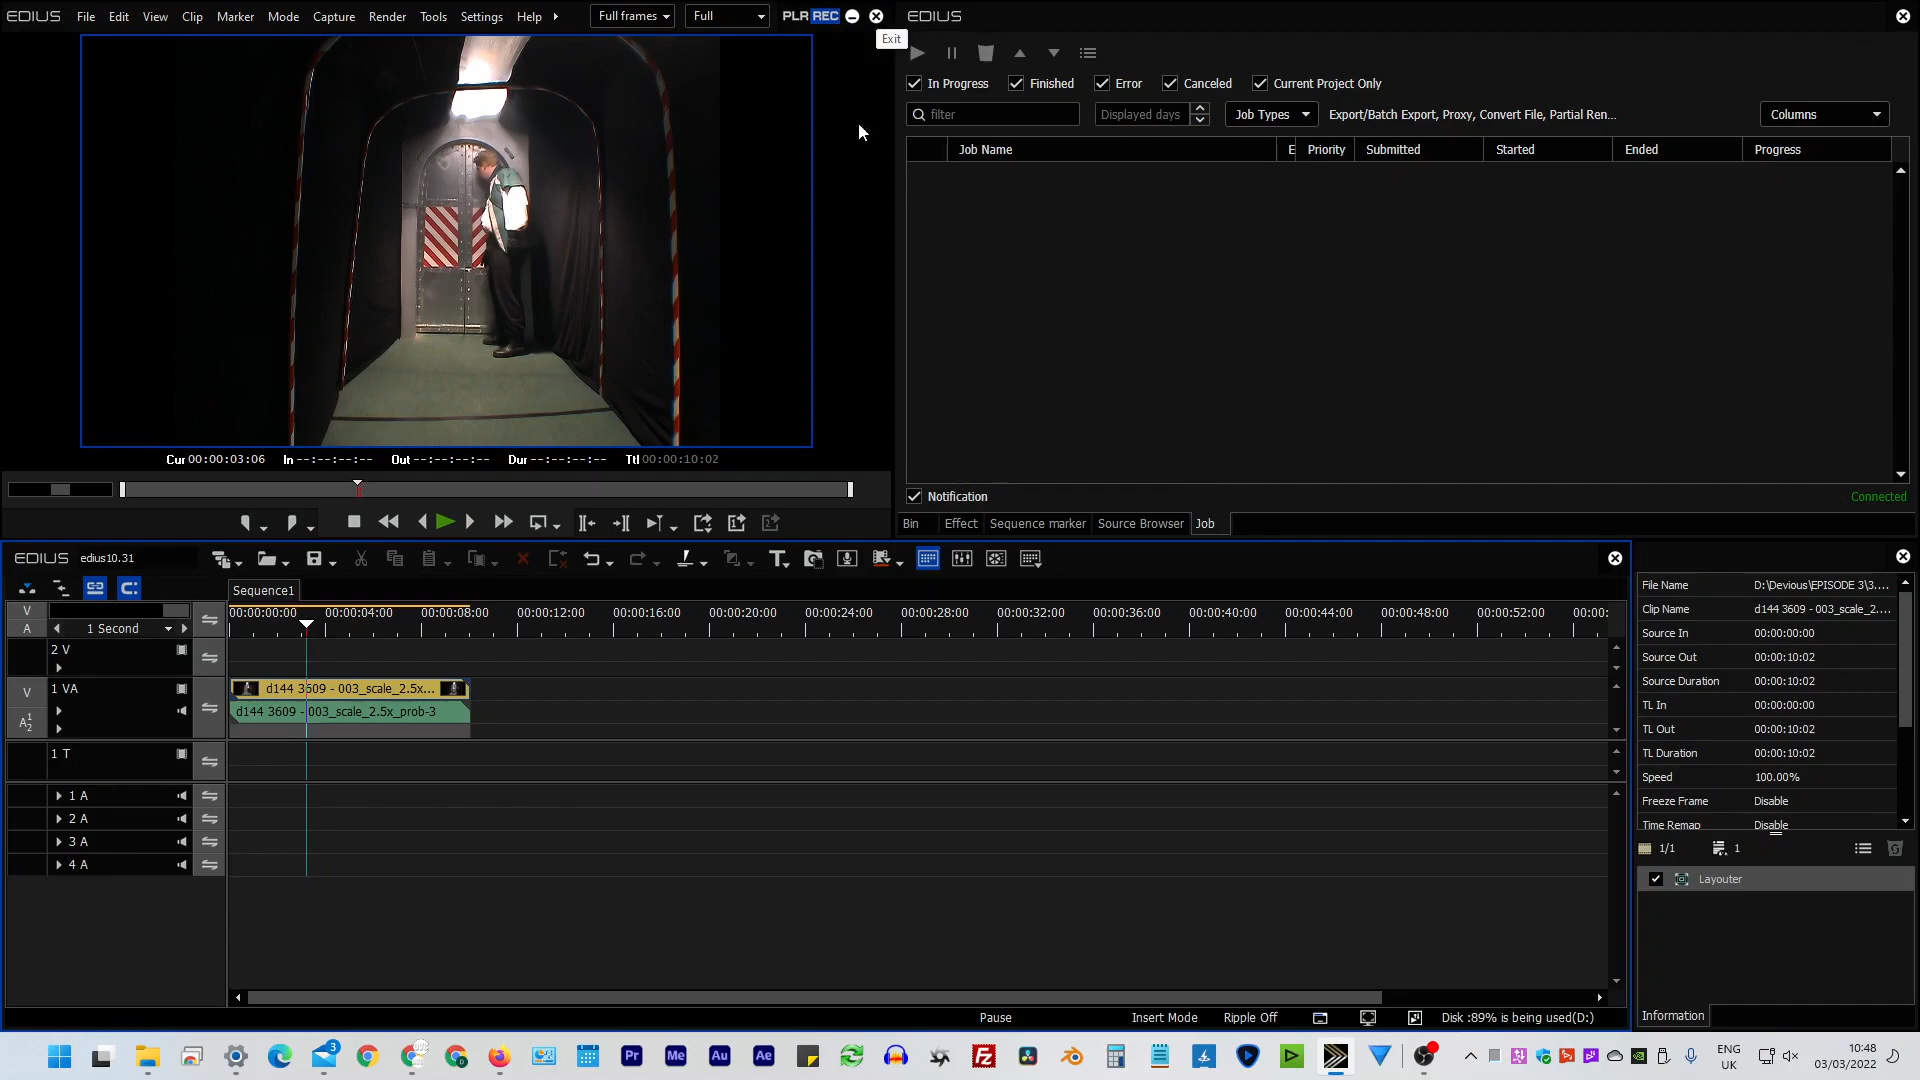 EDIUS File Edit View Clip Marker Mode Capture Render Tools Settings Help Full frames Full PLR REC
Exit
Cur 00:00:03:06 In --:--:--:-- Out --:--:--:-- Dur --:--:--:-- Ttl 00:00:10:02
EDIUS
In Progress Finished Error Canceled Current Project Only
filter Displayed days Job Types Export/Batch Export, Proxy, Convert File, Partial Ren... Columns
Job Name E Priority Submitted Started Ended Progress
Notification Connected
Bin Effect Sequence marker Source Browser Job
EDIUS edius10.31
Sequence1
V 00:00:00:00 00:00:04:00 00:00:08:00 00:00:12:00 00:00:16:00 00:00:20:00 00:00:24:00 00:00:28:00 00:00:32:00 00:00:36:00 00:00:40:00 00:00:44:00 00:00:48:00 00:00:52:00 00:00:
A 1 Second
2 V
V 1 VA d144 3609 - 003_scale_2.5x...
A12 d144 3609 - 003_scale_2.5x_prob-3
1 T
1 A
2 A
3 A
4 A
Pause Insert Mode Ripple Off Disk :89% is being used(D:)
File Name D:\Devious\EPISODE 3\3....
Clip Name d144 3609 - 003_scale_2....
Source In 00:00:00:00
Source Out 00:00:10:02
Source Duration 00:00:10:02
TL In 00:00:00:00
TL Out 00:00:10:02
TL Duration 00:00:10:02
Speed 100.00%
Freeze Frame Disable
Time Remap Disable
1/1 1
Layouter
Information
3 Pr Me Au Ae FZ
ENG 10:48
UK 03/03/2022